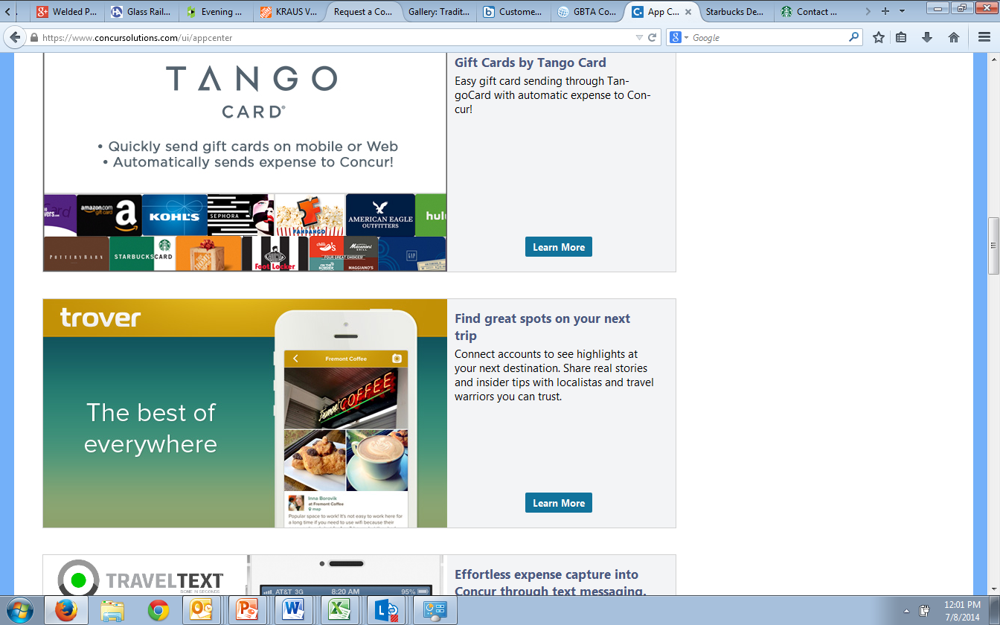 Welded P...
Glass Rail...
Evening ...
KRAUS V...
Request a Co...
Gallery: Tradit...
Custome...
GBTA Co...
App C...
Starbucks De...
Contact ...
https://www.concursolutions.com/ui/appcenter
Google
TANGO
CARD®
• Quickly send gift cards on mobile or Web
• Automatically sends expense to Concur!
amazon.com
gift card
KOHL'S
SEPHORA
FANDANGO
AMERICAN EAGLE
OUTFITTERS
hulu
POTTERYBARN
STARBUCKS CARD
Foot Locker
chili's
Macaroni
GRILL
FOUR GREAT CHOICES!
ON THE
BORDER
MAGGIANO'S
GAP
Gift Cards by Tango Card
Easy gift card sending through Tan-
goCard with automatic expense to Con-
cur!
Learn More
trover
The best of
everywhere
Fremont Coffee
Fremont COFFEE
Inna Borovik
at Fremont Coffee
map
Popular space to work! It's not easy to work here for
a long time if you need to use wifi because their
Find great spots on your next
trip
Connect accounts to see highlights at
your next destination. Share real stories
and insider tips with localistas and travel
warriors you can trust.
Learn More
TRAVELTEXT
DONE IN SECONDS
AT&T 3G
8:20 AM
95%
Effortless expense capture into
Concur through text messaging.
12:01 PM
7/8/2014